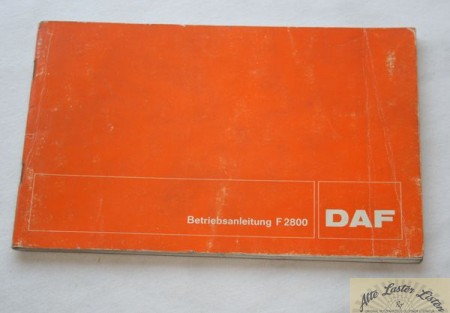 Betriebsanleitung F 2800
DAF
Alte Laster Listen
&